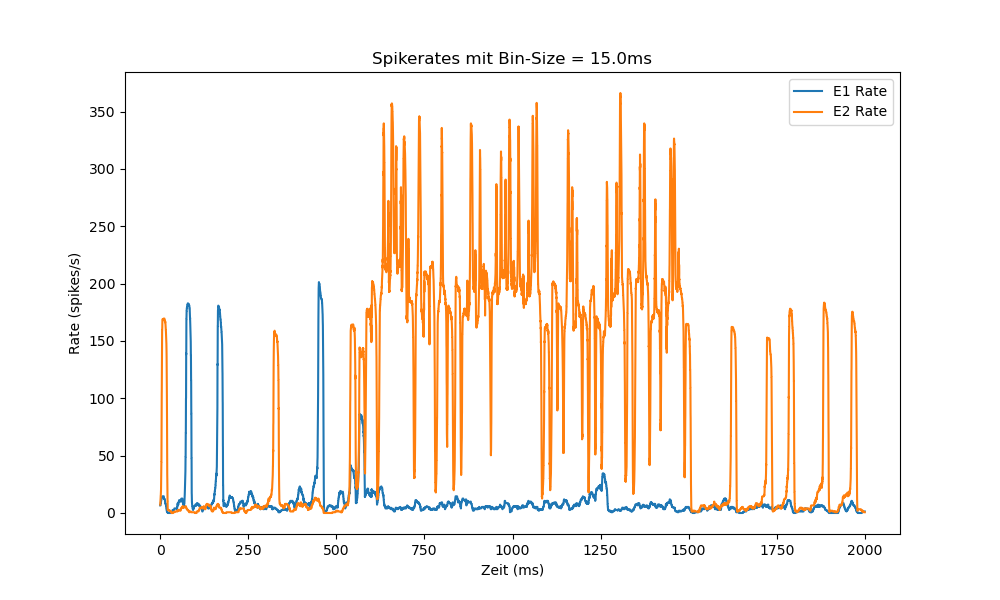 Spikerates mit Bin-Size = 15.0ms
E1 Rate
E2 Rate
Rate (spikes/s)
350
300
250
200
150
100
50
0
0 250 500 750 1000 1250 1500 1750 2000
Zeit (ms)